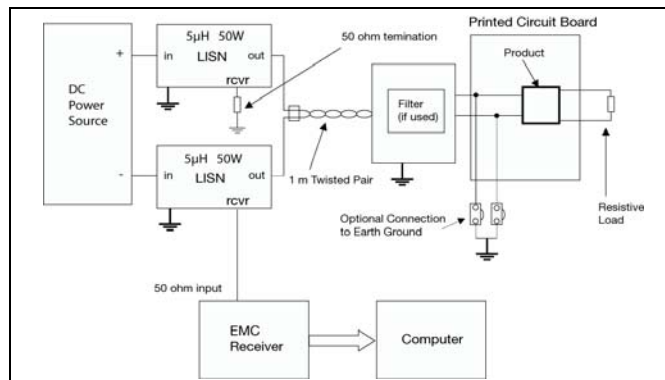 Printed Circuit Board
5μH 50W
LISN
in
out
rcvr
50 ohm temination
Product
+
DC
Power
Source
Filter
(if used)
-
5μH 50W
LISN
in
out
rcvr
1 m Twisted Pair
Optional Connection
to Earth Ground
Resistive
Load
50 ohm input
EMC
Receiver
Computer